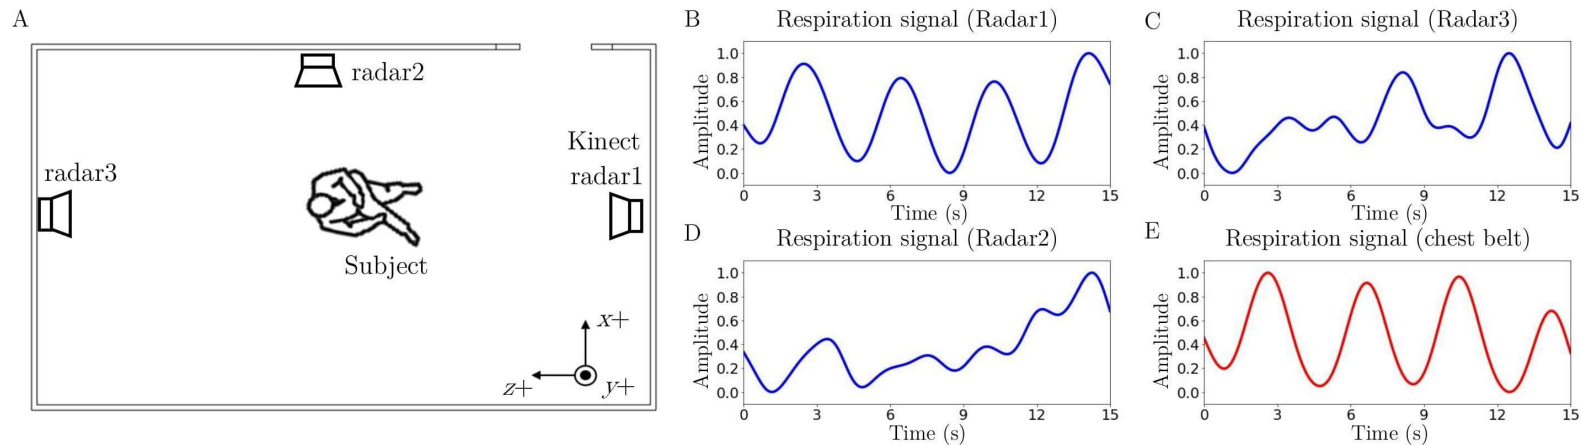 A
radar2
radar3
Kinect
radar1
Subject
x+
z+
y+
B
Respiration signal (Radar1)
Amplitude
1.0
0.8
0.6
0.4
0.2
0.0
0 3 6 9 12 15
Time (s)
C
Respiration signal (Radar3)
Amplitude
1.0
0.8
0.6
0.4
0.2
0.0
0 3 6 9 12 15
Time (s)
D
Respiration signal (Radar2)
Amplitude
1.0
0.8
0.6
0.4
0.2
0.0
0 3 6 9 12 15
Time (s)
E
Respiration signal (chest belt)
Amplitude
1.0
0.8
0.6
0.4
0.2
0.0
0 3 6 9 12 15
Time (s)